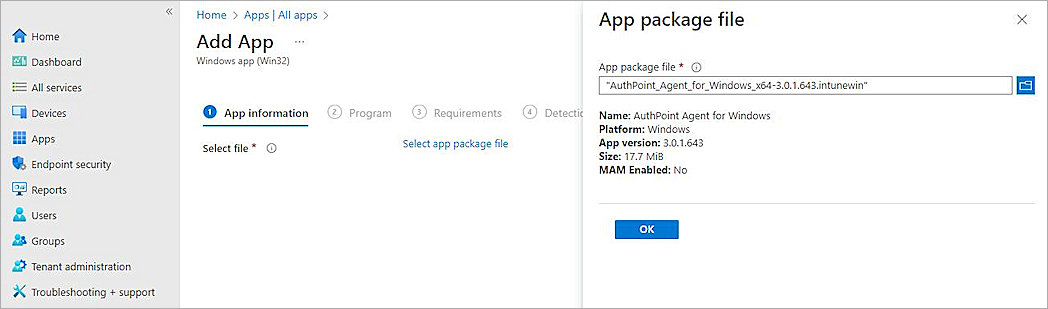 «
Home
Dashboard
All services
Devices
Apps
Endpoint security
Reports
Users
Groups
Tenant administration
Troubleshooting + support
Home > Apps | All apps >
Add App ...
Windows app (Win32)
1 App information 2 Program 3 Requirements 4 Detectio
Select file * Select app package file
App package file
App package file *
"AuthPoint_Agent_for_Windows_x64-3.0.1.643.intunewin"
Name: AuthPoint Agent for Windows
Platform: Windows
App version: 3.0.1.643
Size: 17.7 MiB
MAM Enabled: No
OK